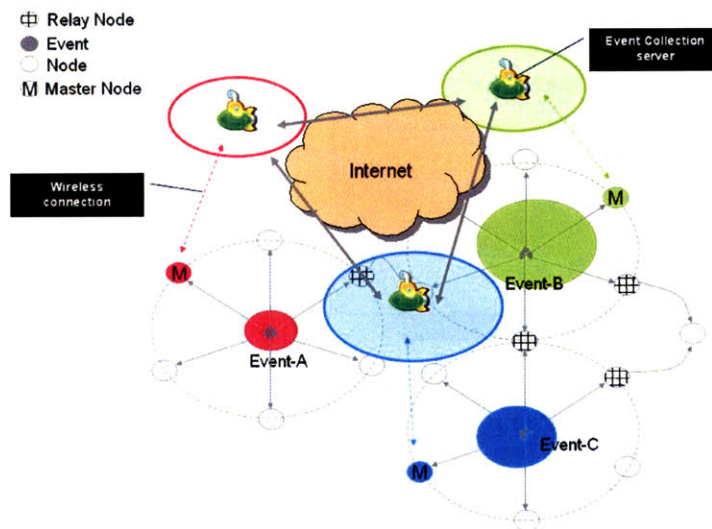 Relay Node
Event
Node
M Master Node
Event Collection
server
Internet
Wireless
connection
M
M
Event-B
Event-A
Event-C
M